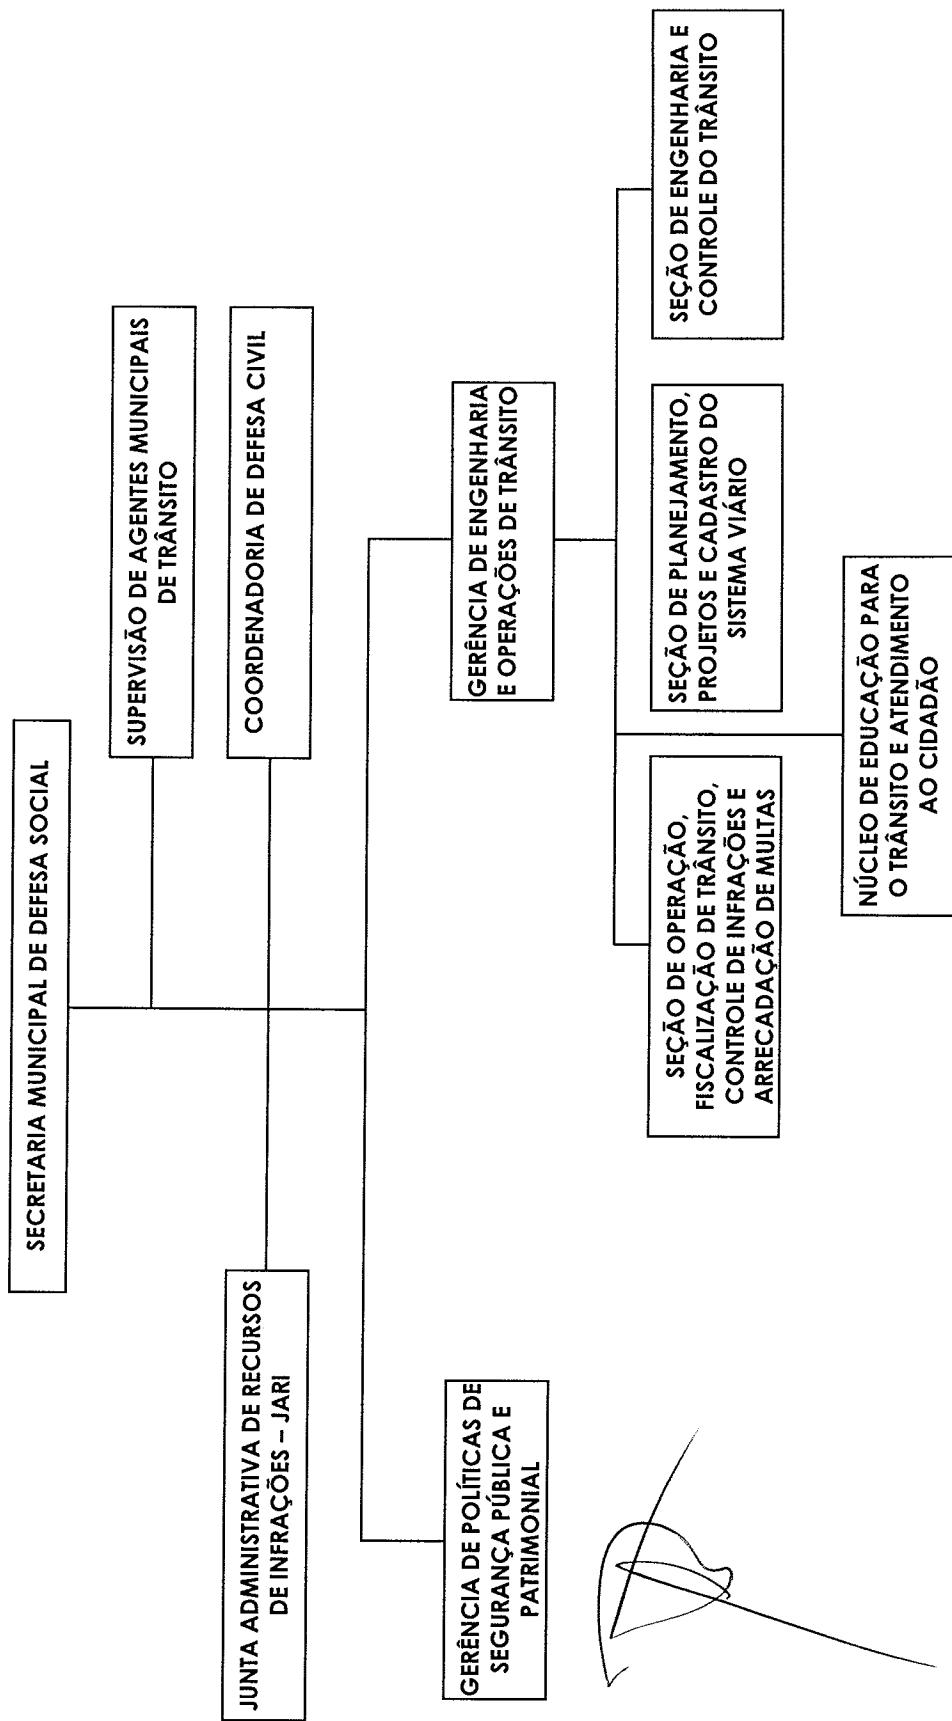 SECRETARIA MUNICIPAL DE DEFESA SOCIAL
SUPERVISÃO DE AGENTES MUNICIPAIS
DE TRÂNSITO
JUNTA ADMINISTRATIVA DE RECURSOS
DE INFRAÇÕES – JARI
COORDENADORIA DE DEFESA CIVIL
GERÊNCIA DE POLÍTICAS DE
SEGURANÇA PÚBLICA E
PATRIMONIAL
GERÊNCIA DE ENGENHARIA
E OPERAÇÕES DE TRÂNSITO
SEÇÃO DE OPERAÇÃO,
FISCALIZAÇÃO DE TRÂNSITO,
CONTROLE DE INFRAÇÕES E
ARRECADAÇÃO DE MULTAS
SEÇÃO DE PLANEJAMENTO,
PROJETOS E CADASTRO DO
SISTEMA VIÁRIO
SEÇÃO DE ENGENHARIA E
CONTROLE DO TRÂNSITO
NÚCLEO DE EDUCAÇÃO PARA
O TRÂNSITO E ATENDIMENTO
AO CIDADÃO